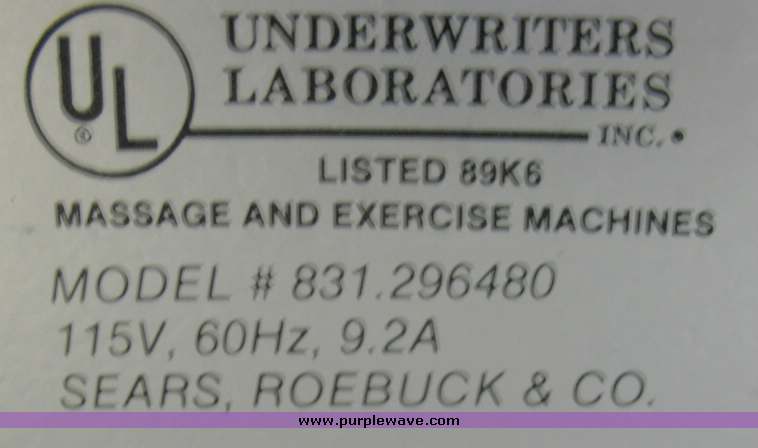 UL
®
UNDERWRITERS
LABORATORIES
INC.•
LISTED 89K6
MASSAGE AND EXERCISE MACHINES
MODEL # 831.296480
115V, 60Hz, 9.2A
SEARS, ROEBUCK & CO.
www.purplewave.com